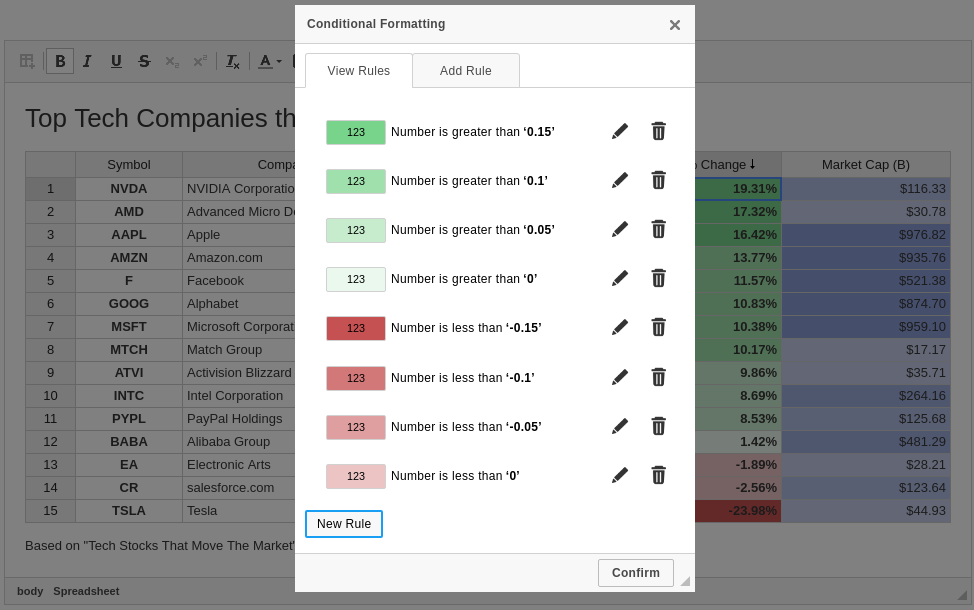 Conditional Formatting
View Rules
Add Rule
123 Number is greater than ‘0.15’
123 Number is greater than ‘0.1’
123 Number is greater than ‘0.05’
123 Number is greater than ‘0’
123 Number is less than ‘-0.15’
123 Number is less than ‘-0.1’
123 Number is less than ‘-0.05’
123 Number is less than ‘0’
New Rule
Confirm
B I U S x₂ x² Tx A
Top Tech Companies th
Symbol Compa Change Market Cap (B)
1 NVDA NVIDIA Corporatio 19.31% $116.33
2 AMD Advanced Micro De 17.32% $30.78
3 AAPL Apple 16.42% $976.82
4 AMZN Amazon.com 13.77% $935.76
5 F Facebook 11.57% $521.38
6 GOOG Alphabet 10.83% $874.70
7 MSFT Microsoft Corporat 10.38% $959.10
8 MTCH Match Group 10.17% $17.17
9 ATVI Activision Blizzard 9.86% $35.71
10 INTC Intel Corporation 8.69% $264.16
11 PYPL PayPal Holdings 8.53% $125.68
12 BABA Alibaba Group 1.42% $481.29
13 EA Electronic Arts -1.89% $28.21
14 CR salesforce.com -2.56% $123.64
15 TSLA Tesla -23.98% $44.93
Based on "Tech Stocks That Move The Market"
body Spreadsheet